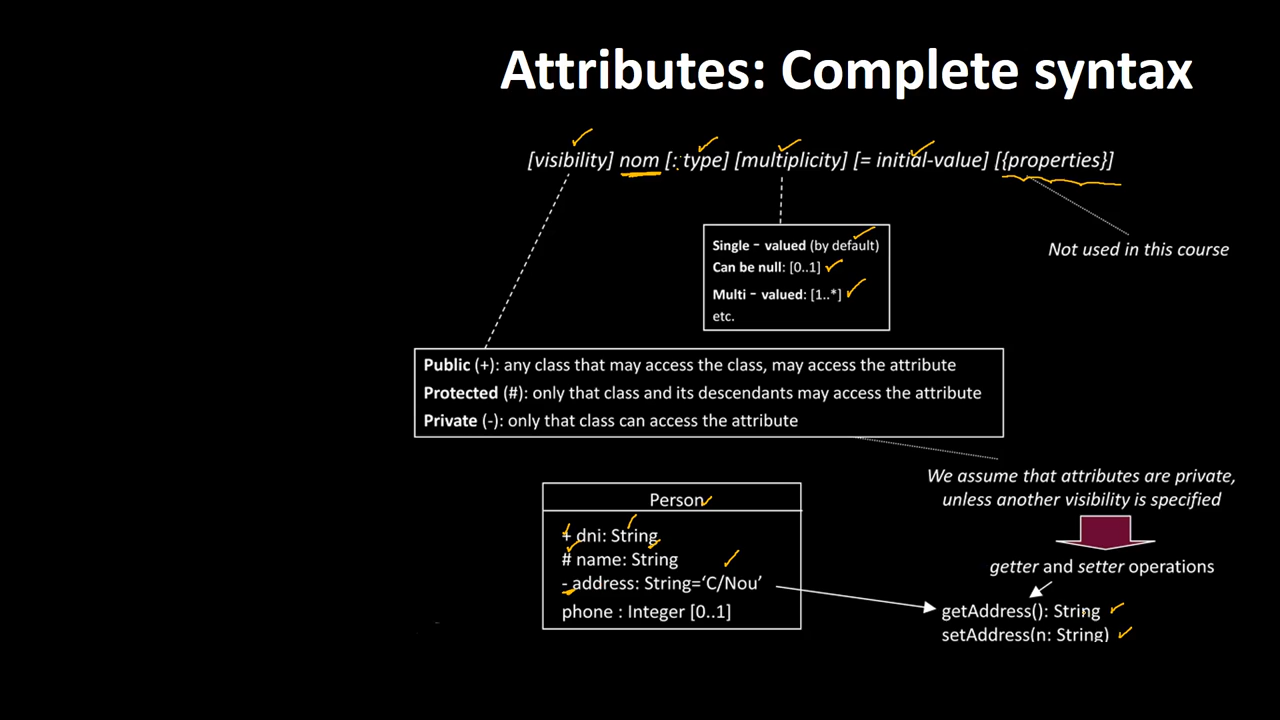 Attributes: Complete syntax
[visibility] nom [: type] [multiplicity] [= initial-value] [{properties}]
Single - valued (by default)
Can be null: [0..1]
Multi - valued: [1..*]
etc.
Not used in this course
Public (+): any class that may access the class, may access the attribute
Protected (#): only that class and its descendants may access the attribute
Private (-): only that class can access the attribute
We assume that attributes are private,
unless another visibility is specified
Person
+ dni: String
# name: String
- address: String=‘C/Nou’
phone : Integer [0..1]
getter and setter operations
getAddress(): String
setAddress(n: String)